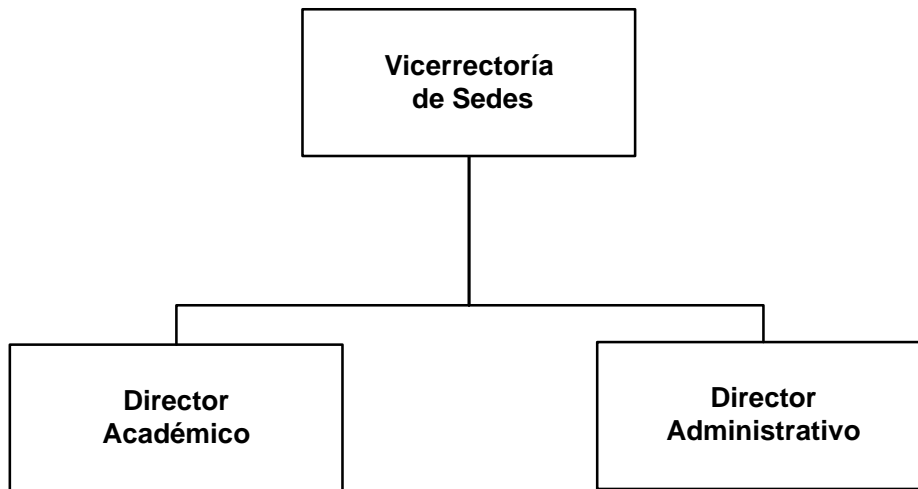 Vicerrectoría
de Sedes
Director
Académico
Director
Administrativo